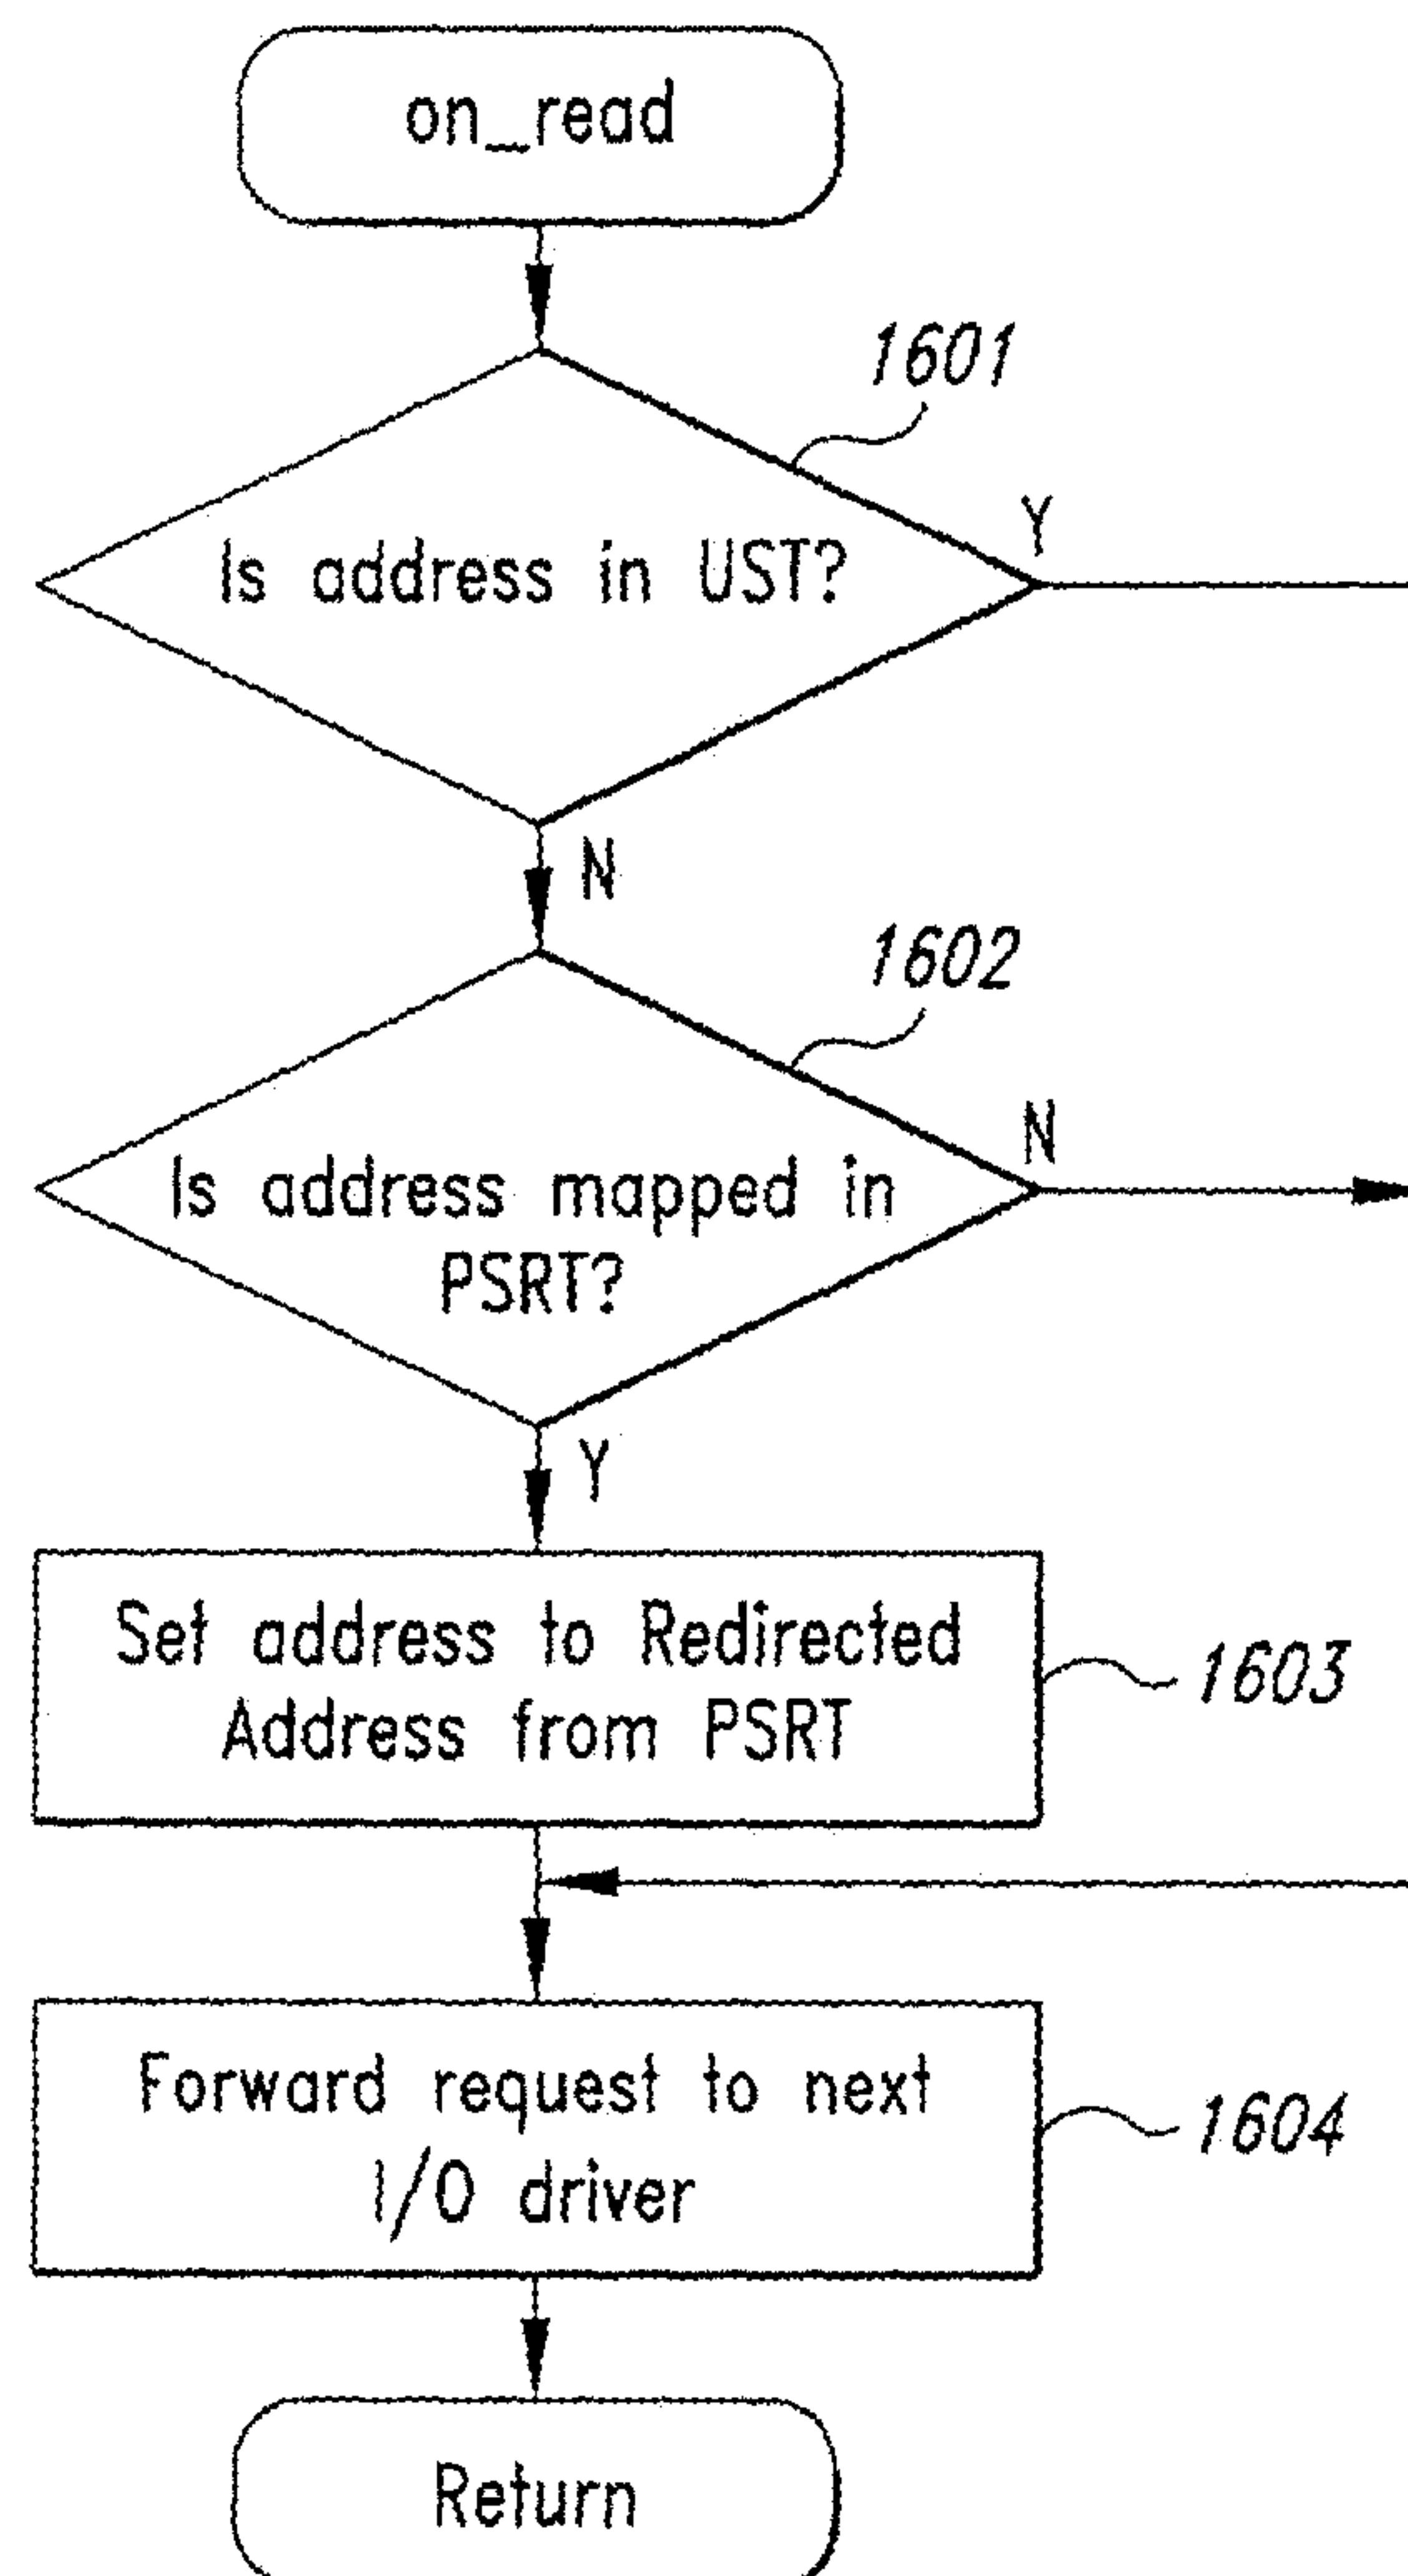 on_read
1601
Y
Is address in UST?
N
1602
N
Is address mapped in
PSRT?
Y
Set address to Redirected
Address from PSRT
1603
Forward request to next
I/O driver
1604
Return